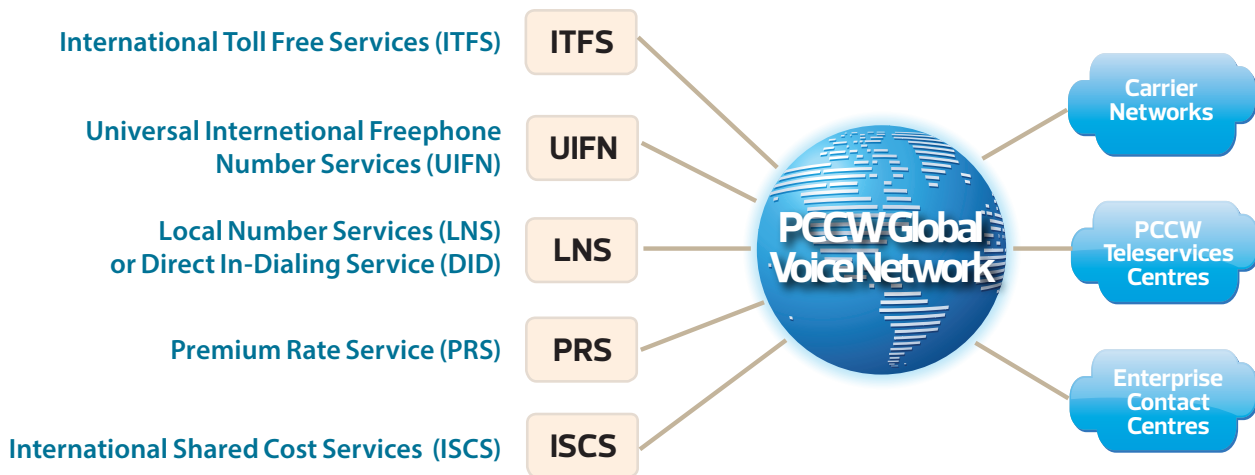 International Toll Free Services (ITFS)
ITFS
Universal Internetional Freephone
Number Services (UIFN)
UIFN
Local Number Services (LNS)
or Direct In-Dialing Service (DID)
LNS
Premium Rate Service (PRS)
PRS
International Shared Cost Services (ISCS)
ISCS
PCCW Global
Voice Network
Carrier
Networks
PCCW
Teleservices
Centres
Enterprise
Contact
Centres